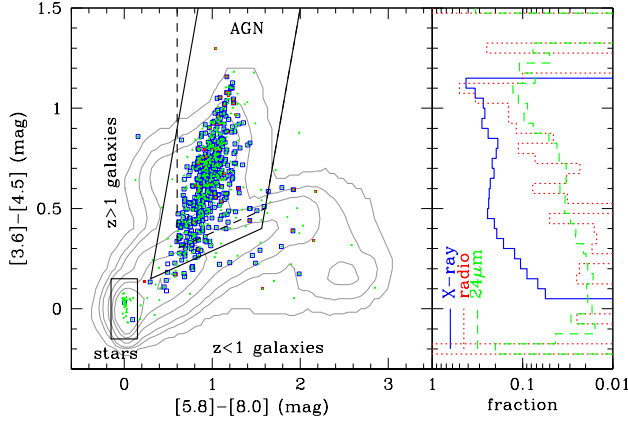 1.5
AGN
1
z>1 galaxies
[3.6]−[4.5] (mag)
0.5
X−ray
radio
24μm
0
stars
z<1 galaxies
0
1
2
3
1
0.1
0.01
[5.8]−[8.0] (mag)
fraction